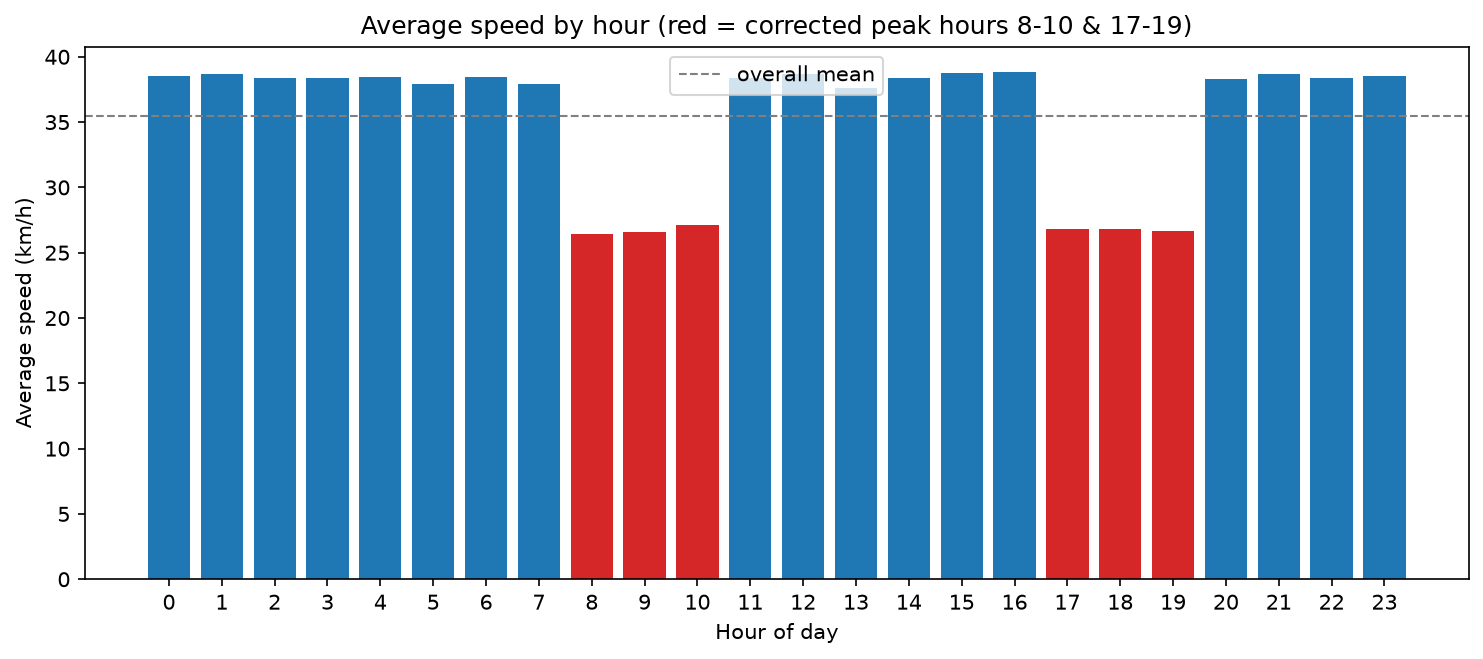 Average speed by hour (red = corrected peak hours 8-10 & 17-19)
overall mean
40
35
30
25
20
15
10
5
0
Average speed (km/h)
0 1 2 3 4 5 6 7 8 9 10 11 12 13 14 15 16 17 18 19 20 21 22 23
Hour of day